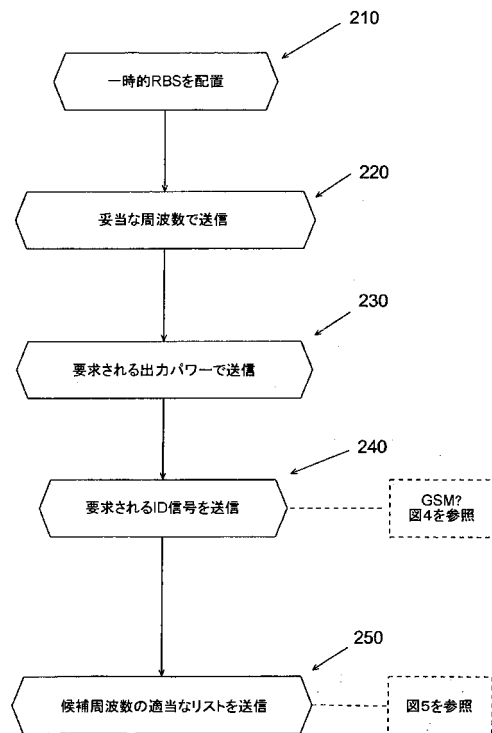 210
一時的RBSを配置
220
妥当な周波数で送信
230
要求される出力パワーで送信
240
要求されるID信号を送信
GSM?
図4を参照
250
候補周波数の適当なリストを送信
図5を参照